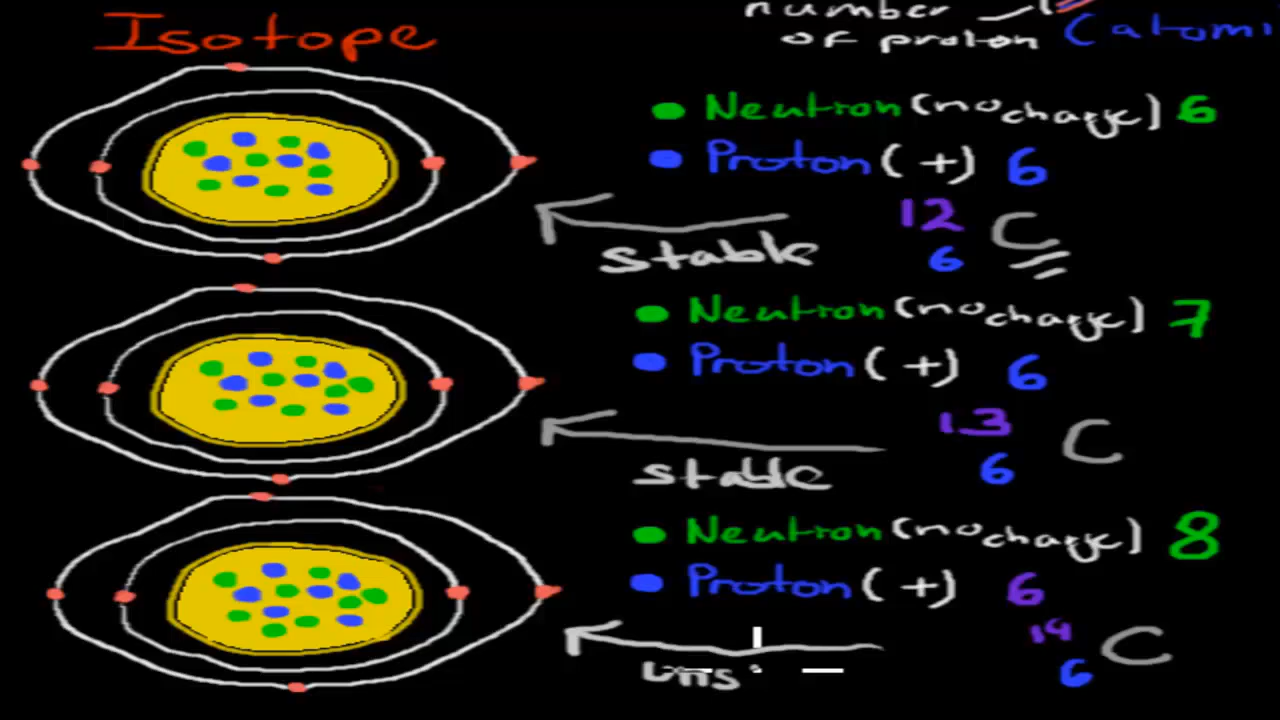 Isotope
number
of proton (atomi
Neutron (no charge) 6
Proton (+) 6
12
6 C
stable
Neutron (no charge) 7
Proton (+) 6
13
6 C
stable
Neutron (no charge) 8
Proton (+) 6
14
6 C
uns